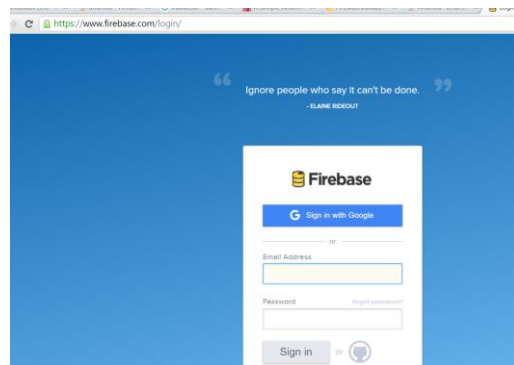 https://www.firebase.com/login/
Ignore people who say it can't be done.
- ELAINE RIDEOUT
Firebase
G Sign in with Google
or
Email Address
Password Forgot password?
Sign in or